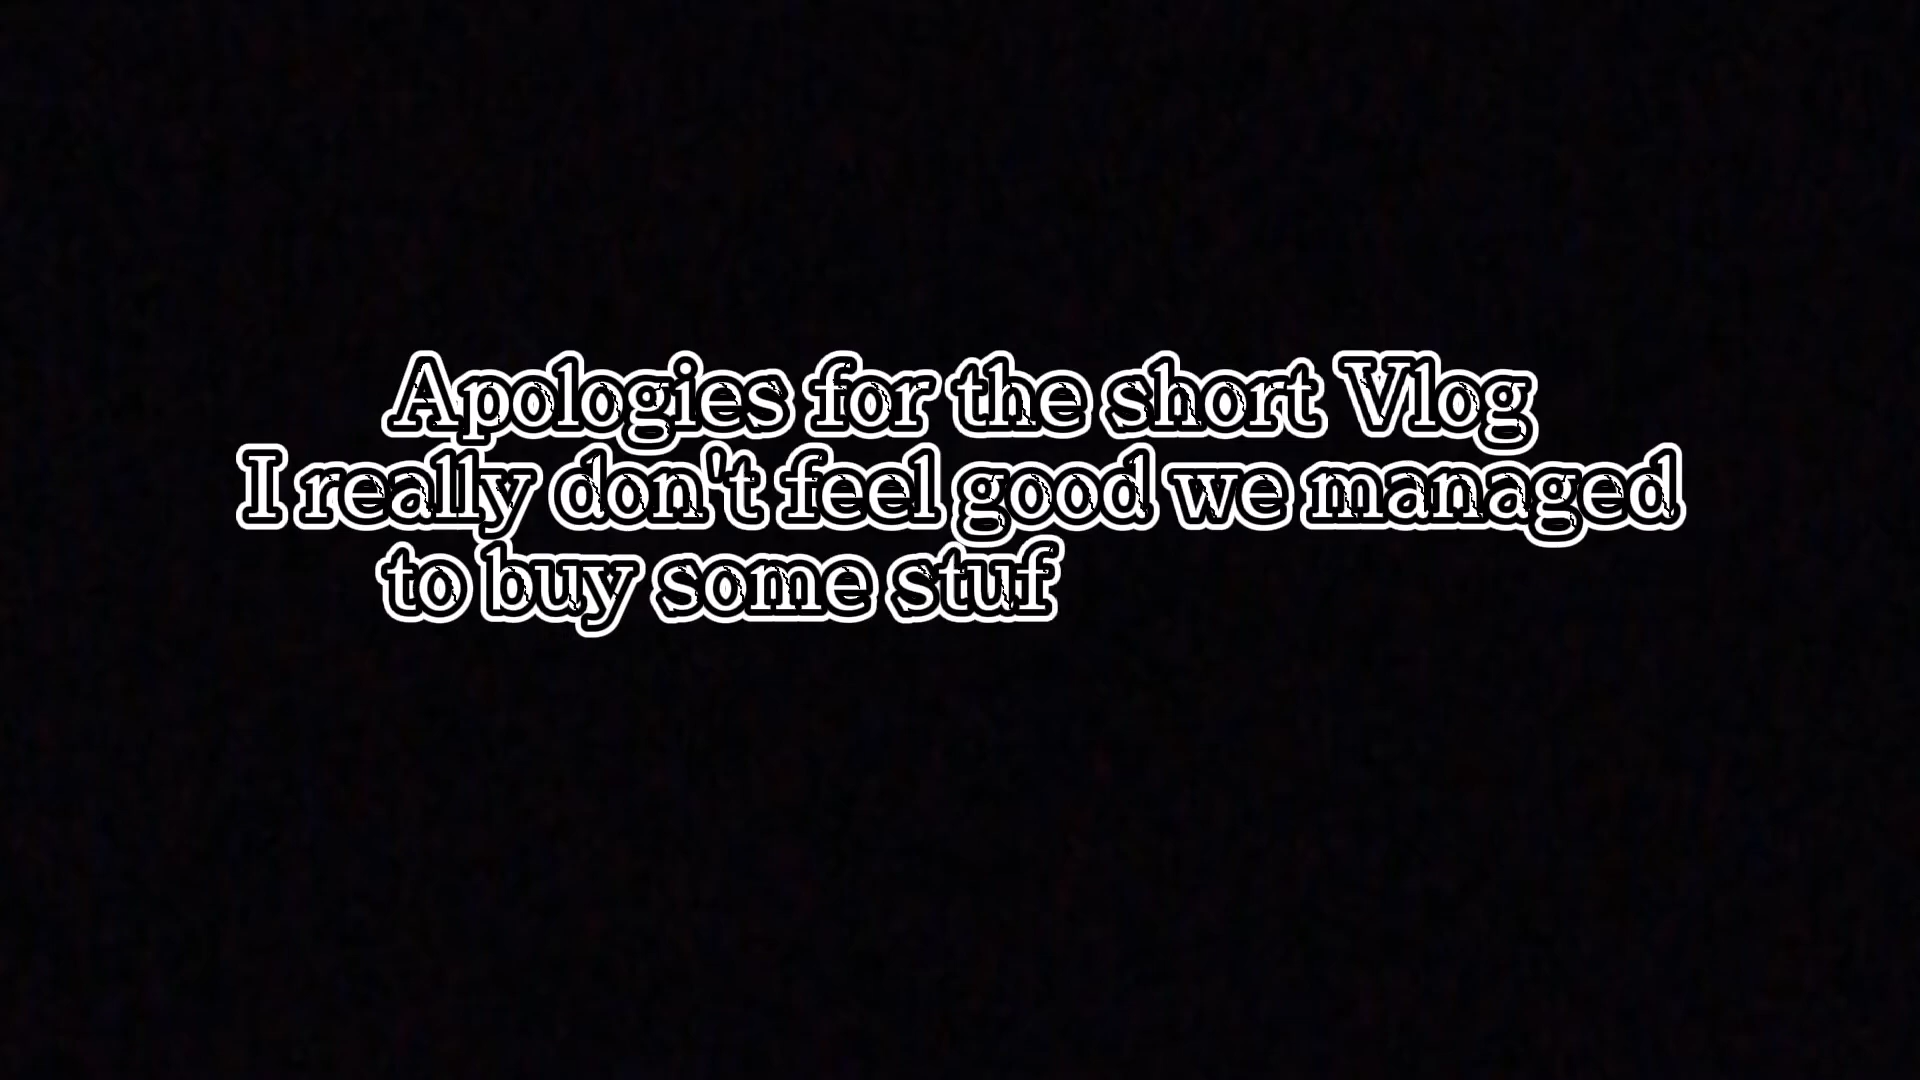 Apologies for the short Vlog
I really don't feel good we managed
to buy some stuf